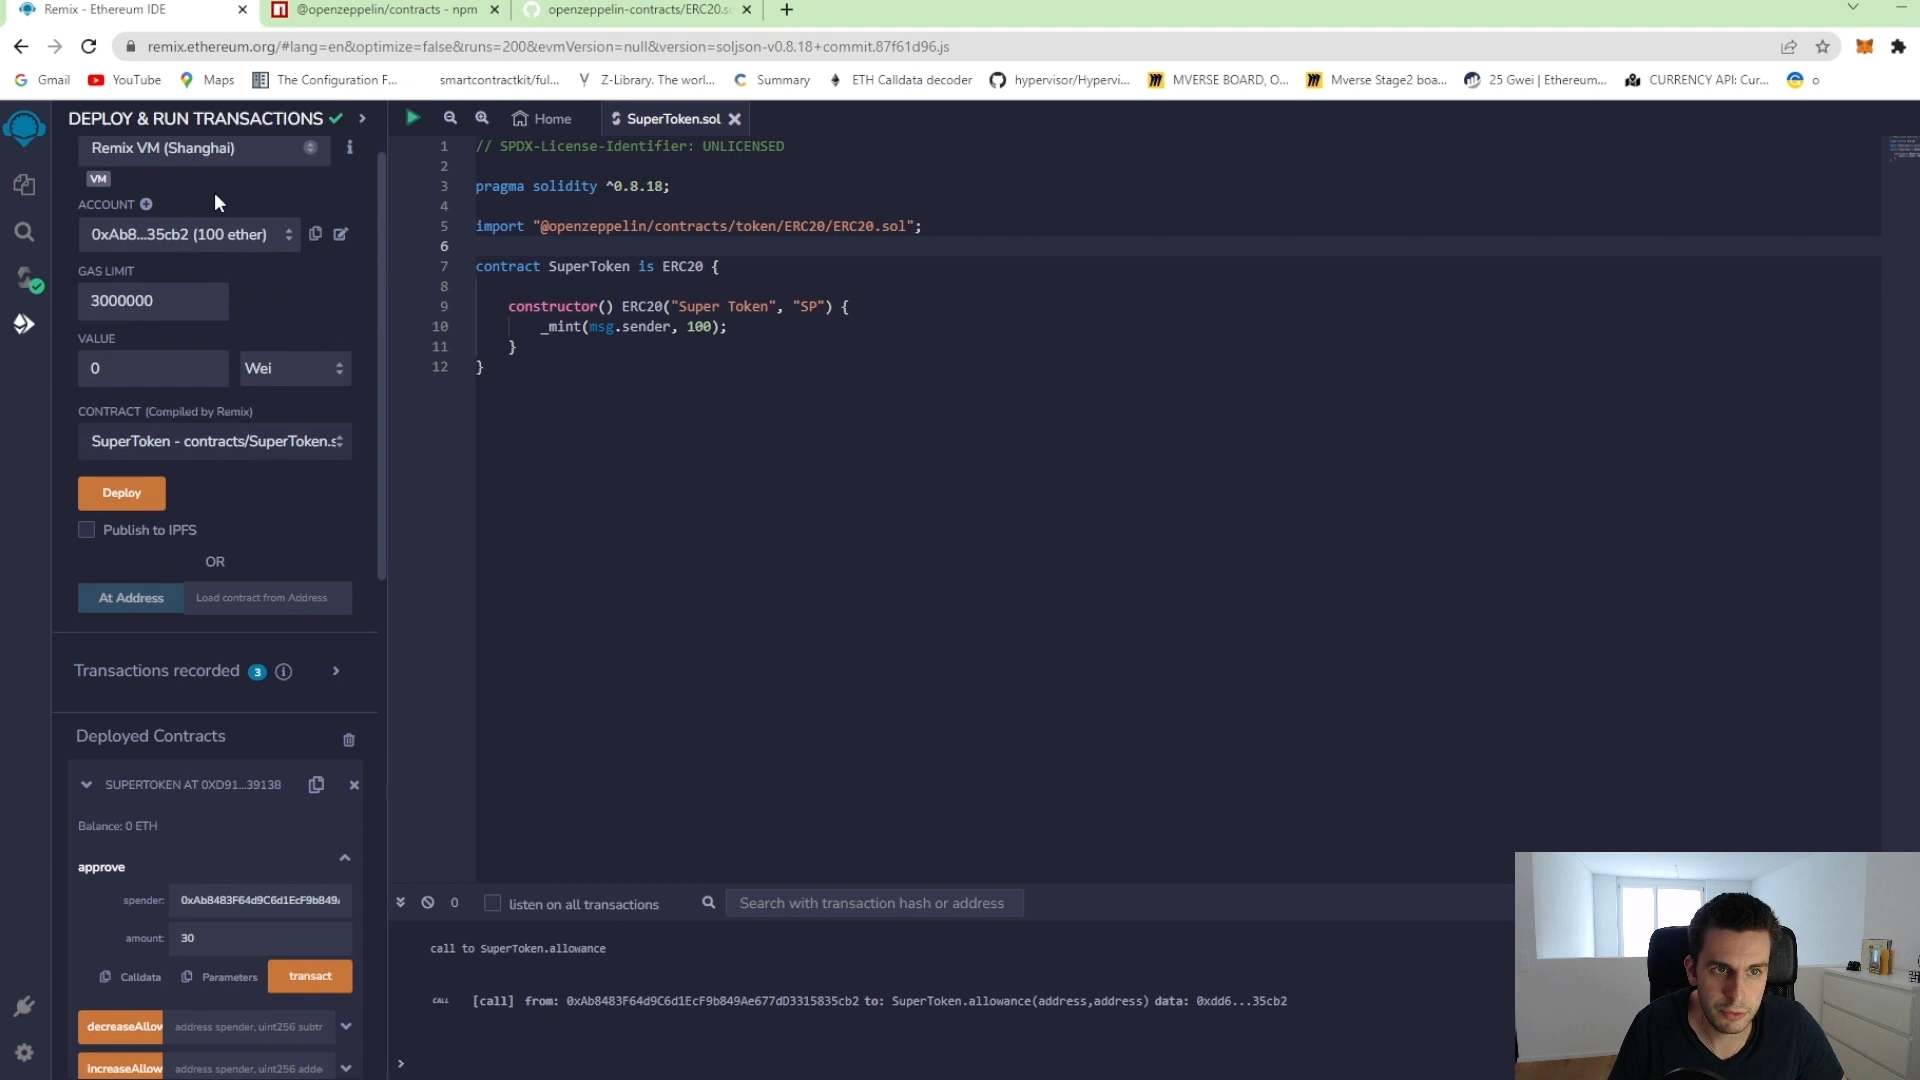 Remix - Ethereum IDE
@openzeppelin/contracts - npm
openzeppelin-contracts/ERC20.s
remix.ethereum.org/#lang=en&optimize=false&runs=200&evmVersion=null&version=soljson-v0.8.18+commit.87f61d96.js
Gmail
YouTube
Maps
The Configuration F...
smartcontractkit/ful...
Z-Library. The worl...
Summary
ETH Calldata decoder
hypervisor/Hypervi...
MVERSE BOARD, O...
Mverse Stage2 boa...
25 Gwei | Ethereum...
CURRENCY API: Cur...
o
DEPLOY & RUN TRANSACTIONS
Remix VM (Shanghai)
VM
ACCOUNT
0xAb8...35cb2 (100 ether)
GAS LIMIT
3000000
VALUE
0
Wei
CONTRACT (Compiled by Remix)
SuperToken - contracts/SuperToken.s
Deploy
Publish to IPFS
OR
At Address
Load contract from Address
Transactions recorded 3
Deployed Contracts
SUPERTOKEN AT 0XD91...39138
Balance: 0 ETH
approve
spender: 0xAb8483F64d9C6d1EcF9b849
amount: 30
Calldata
Parameters
transact
decreaseAllow
address spender, uint256 subtr
increaseAllow
address spender, uint256 adde
Home
SuperToken.sol
1 // SPDX-License-Identifier: UNLICENSED
2
3 pragma solidity ^0.8.18;
4
5 import "@openzeppelin/contracts/token/ERC20/ERC20.sol";
6
7 contract SuperToken is ERC20 {
8
9 constructor() ERC20("Super Token", "SP") {
10 _mint(msg.sender, 100);
11 }
12 }
0
listen on all transactions
Search with transaction hash or address
call to SuperToken.allowance
CALL [call] from: 0xAb8483F64d9C6d1EcF9b849Ae677dD3315835cb2 to: SuperToken.allowance(address,address) data: 0xdd6...35cb2
>